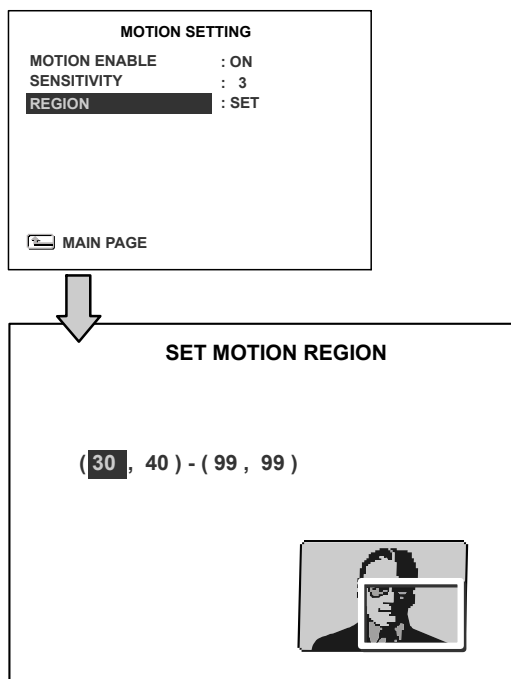 MOTION SETTING
MOTION ENABLE : ON
SENSITIVITY : 3
REGION : SET
MAIN PAGE
SET MOTION REGION
( 30 , 40 ) - ( 99 , 99 )